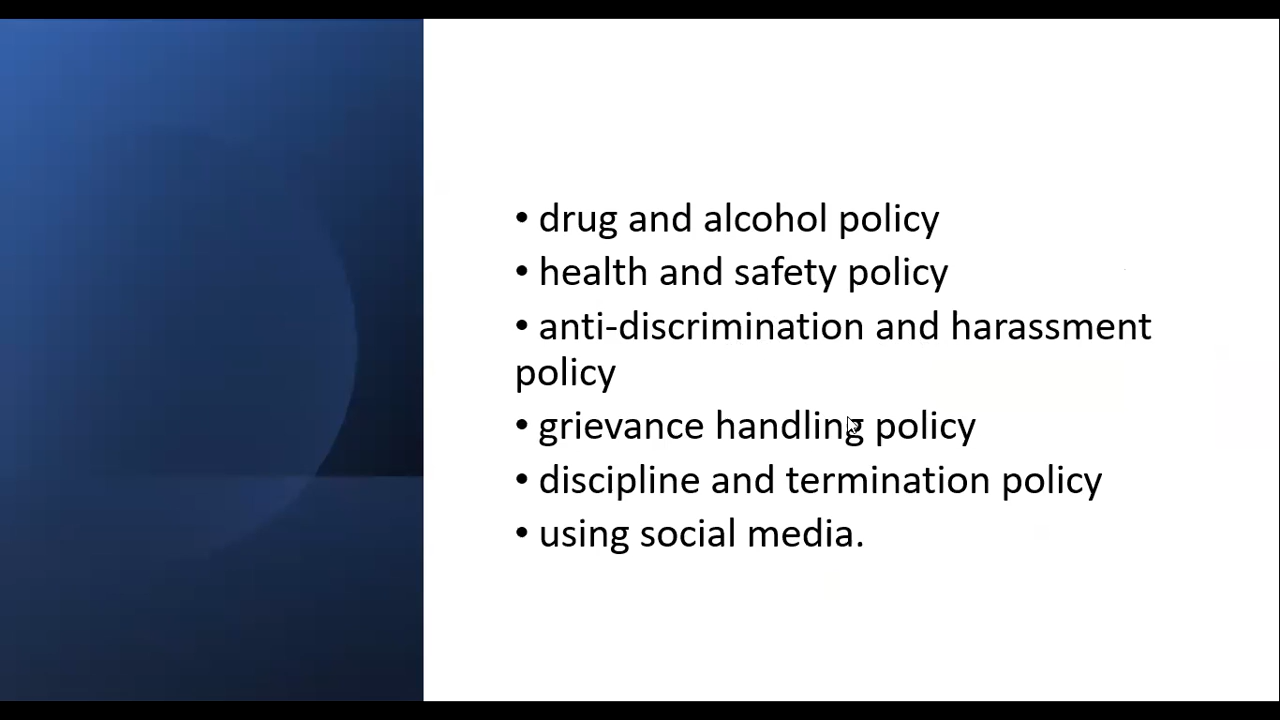 • drug and alcohol policy
• health and safety policy
• anti-discrimination and harassment
policy
• grievance handling policy
• discipline and termination policy
• using social media.